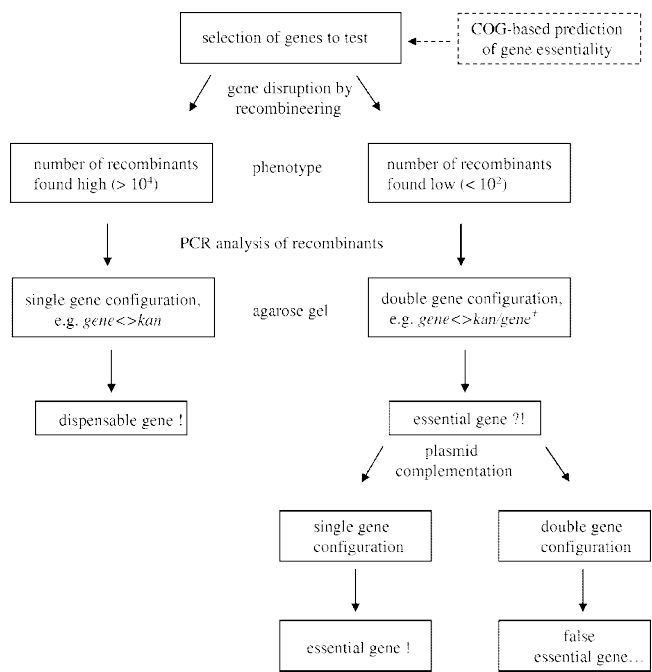 selection of genes to test
COG-based prediction
of gene essentiality
gene disruption by
recombineering
number of recombinants
found high (> 10⁴)
phenotype
number of recombinants
found low (< 10²)
PCR analysis of recombinants
single gene configuration,
e.g. gene<>kan
agarose gel
double gene configuration,
e.g. gene<>kan/gene⁺
dispensable gene !
essential gene ?!
plasmid
complementation
single gene
configuration
double gene
configuration
essential gene !
false
essential gene…